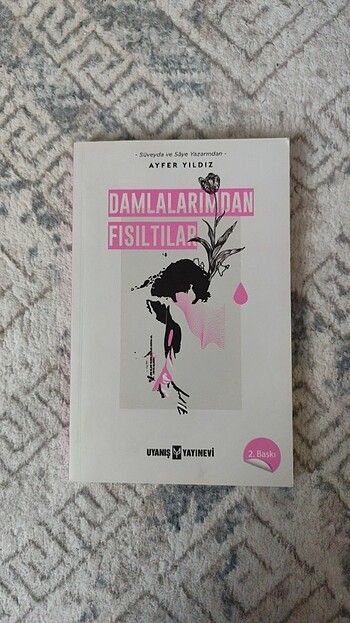 - Süveyda ve Sâye Yazarından -
AYFER YILDIZ
DAMLALARIMDAN
FISILTILAR
UYANIŞ YAYINEVİ
2. Baskı